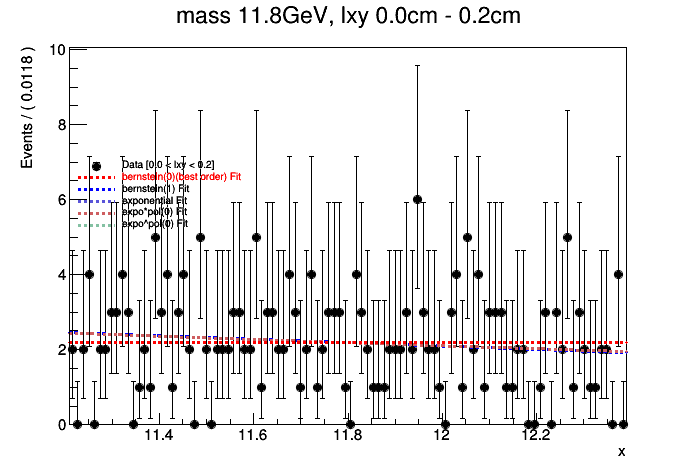 mass 11.8GeV, lxy 0.0cm - 0.2cm
Events / ( 0.0118 )
10
8
6
4
2
0
Data [0.0 < lxy < 0.2]
bernstein(0)(best order) Fit
bernstein(1) Fit
exponential Fit
expo*pol(0) Fit
expo^pol(0) Fit
11.4 11.6 11.8 12 12.2
x